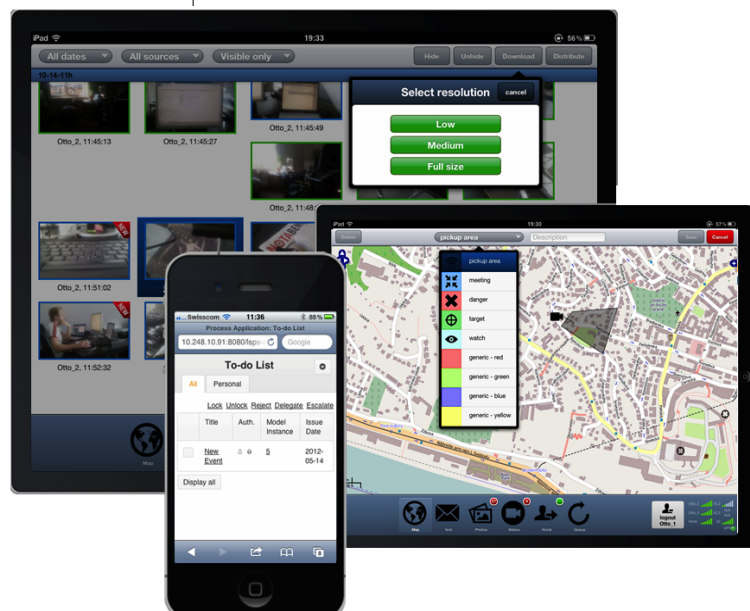 iPad
19:33
56%
All dates
All sources
Visible only
Hide
Unhide
Download
Distribute
10-14-11h
Select resolution
cancel
Low
Medium
Full size
Otto_2, 11:45:13
Otto_2, 11:45:27
Otto_2, 11:45:49
Otto_2, 11:48:
Otto_2, 11:51:02
NEW
NEW
Otto_2, 11:52:32
Map
iPad
19:30
57%
Delete
pickup area
Description
Save
Cancel
pickup area
meeting
danger
target
watch
generic - red
generic - green
generic - blue
generic - yellow
Map
Text
Photos
Videos
logout
Otto_1
Swisscom
11:36
88%
Process Application: To-do List
10.248.10.91:8080/lspe
Google
To-do List
All
Personal
Lock Unlock Reject Delegate Escalate
Title
Auth.
Model
Instance
Issue
Date
New
Event
5
2012-
05-14
Display all